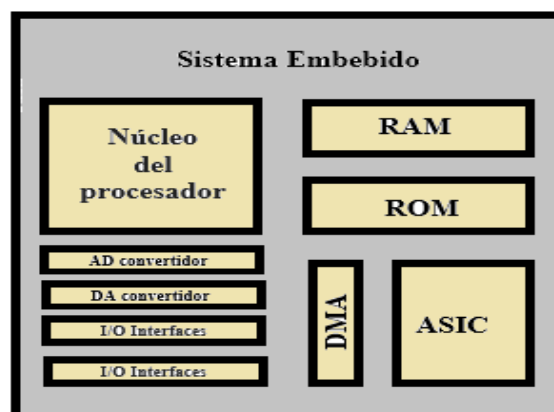 Sistema Embebido
Núcleo
del
procesador
RAM
ROM
AD convertidor
DA convertidor
I/O Interfaces
I/O Interfaces
DMA
ASIC